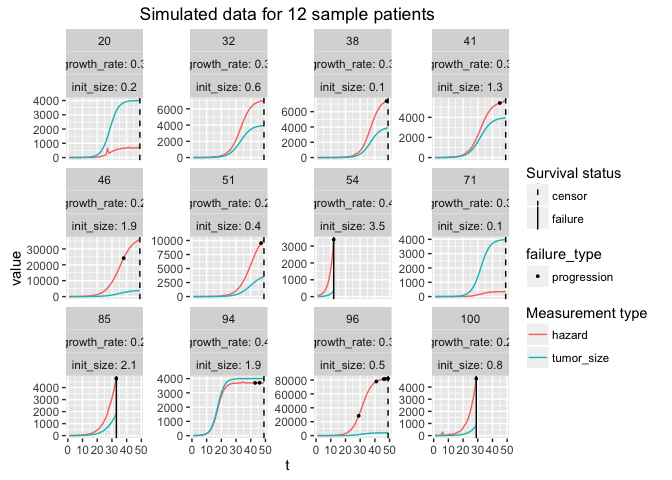 Simulated data for 12 sample patients
20 32 38 41
growth_rate: 0.3 growth_rate: 0.3 growth_rate: 0.3 growth_rate: 0.3
init_size: 0.2 init_size: 0.6 init_size: 0.1 init_size: 1.3
4000
3000
2000
1000
0
6000
4000
2000
0
6000
4000
2000
0
4000
2000
0
46 51 54 71
growth_rate: 0.2 growth_rate: 0.2 growth_rate: 0.4 growth_rate: 0.3
init_size: 1.9 init_size: 0.4 init_size: 3.5 init_size: 0.1
30000
20000
10000
0
10000
7500
5000
2500
0
3000
2000
1000
0
4000
3000
2000
1000
0
85 94 96 100
growth_rate: 0.2 growth_rate: 0.4 growth_rate: 0.3 growth_rate: 0.2
init_size: 2.1 init_size: 1.9 init_size: 0.5 init_size: 0.8
4000
3000
2000
1000
0
4000
3000
2000
1000
0
80000
60000
40000
20000
0
4000
3000
2000
1000
0
0 10 20 30 40 50 0 10 20 30 40 50 0 10 20 30 40 50 0 10 20 30 40 50
t
value
Survival status
censor
failure
failure_type
progression
Measurement type
hazard
tumor_size